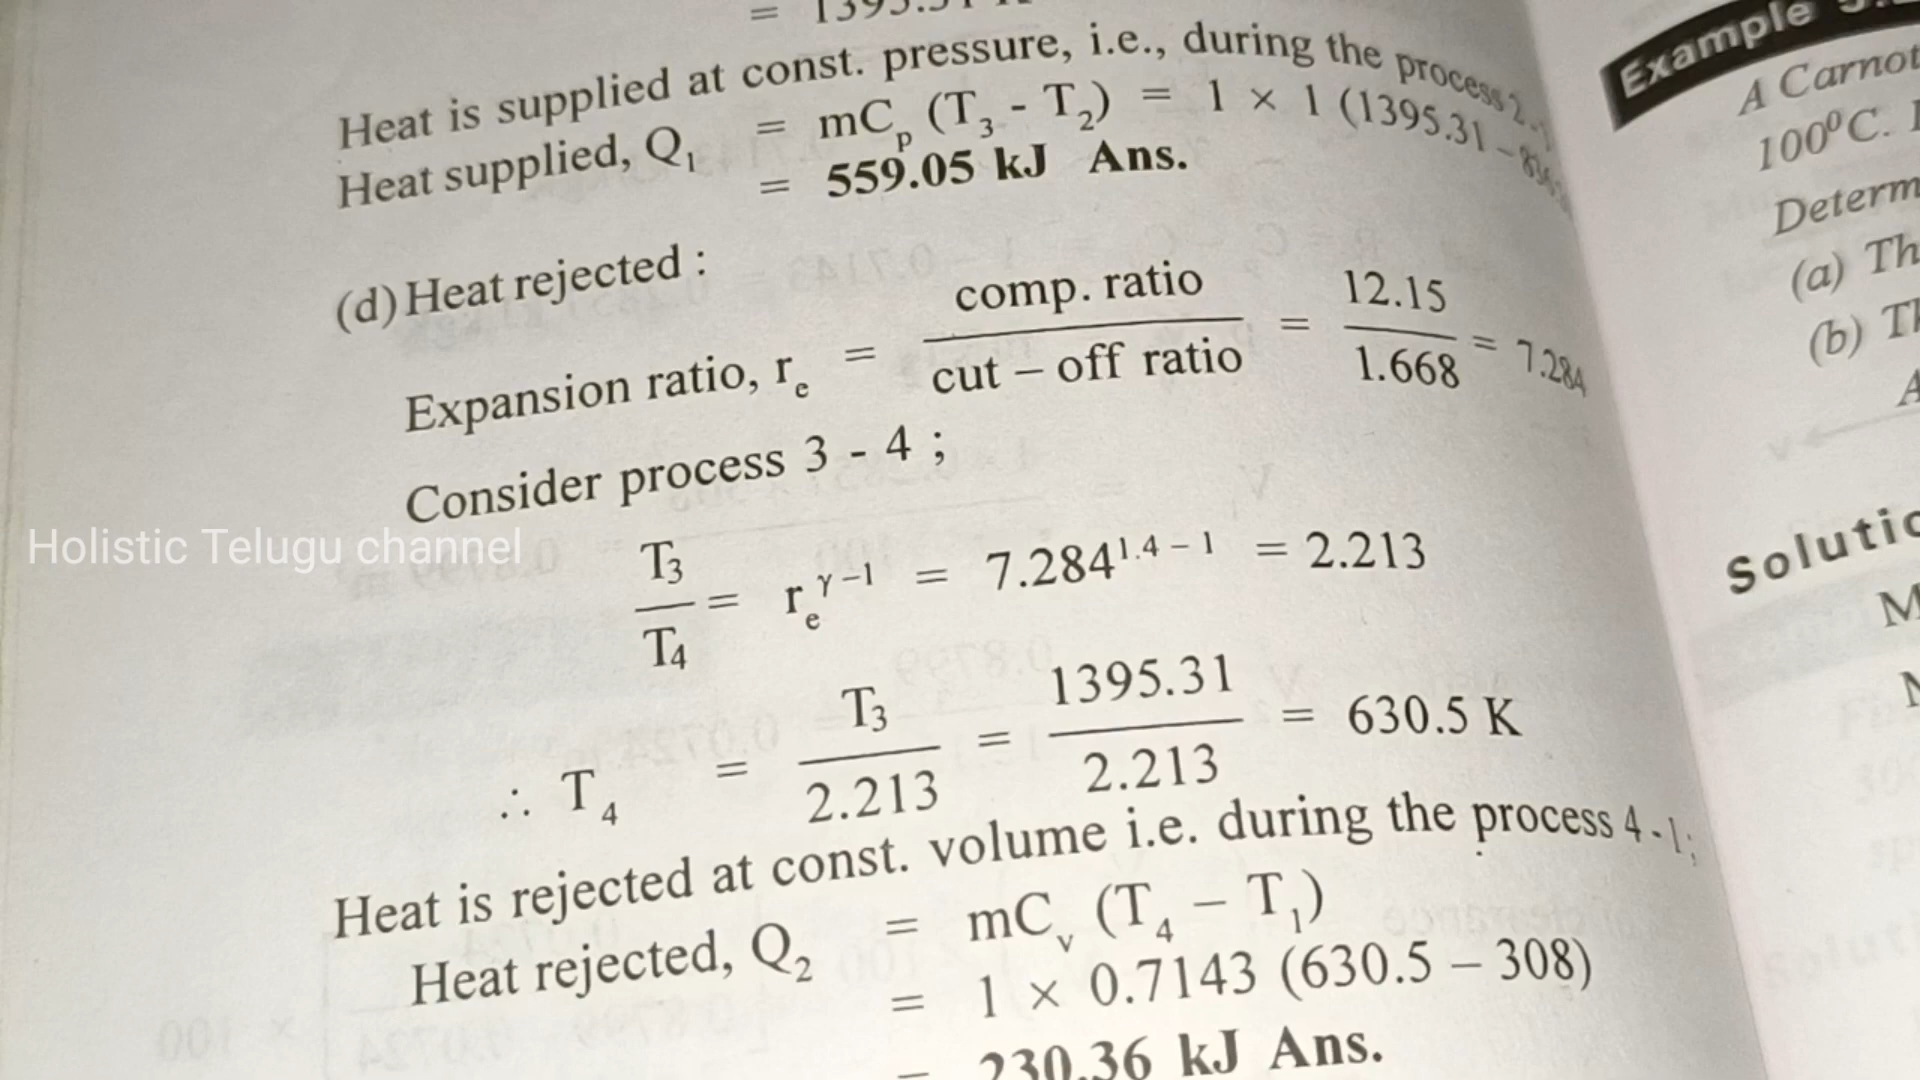 = 1395.31 K
Heat is supplied at const. pressure, i.e., during the process 2 -
Heat supplied, Q₁ = mCₚ (T₃ - T₂) = 1 × 1 (1395.31 –
= 559.05 kJ Ans.
(d) Heat rejected :
Expansion ratio, rₑ = comp. ratio / cut – off ratio = 12.15 / 1.668 = 7.284
Consider process 3 - 4 ;
T₃ / T₄ = rₑ^(γ – 1) = 7.284^(1.4 – 1) = 2.213
∴ T₄ = T₃ / 2.213 = 1395.31 / 2.213 = 630.5 K
Heat is rejected at const. volume i.e. during the process 4 - 1;
Heat rejected, Q₂ = mCᵥ (T₄ – T₁)
= 1 × 0.7143 (630.5 – 308)
= 230.36 kJ Ans.
Holistic Telugu channel
Example
A Carnot
100⁰C.
Determ
(a) Th
(b) Th
Solutio
M